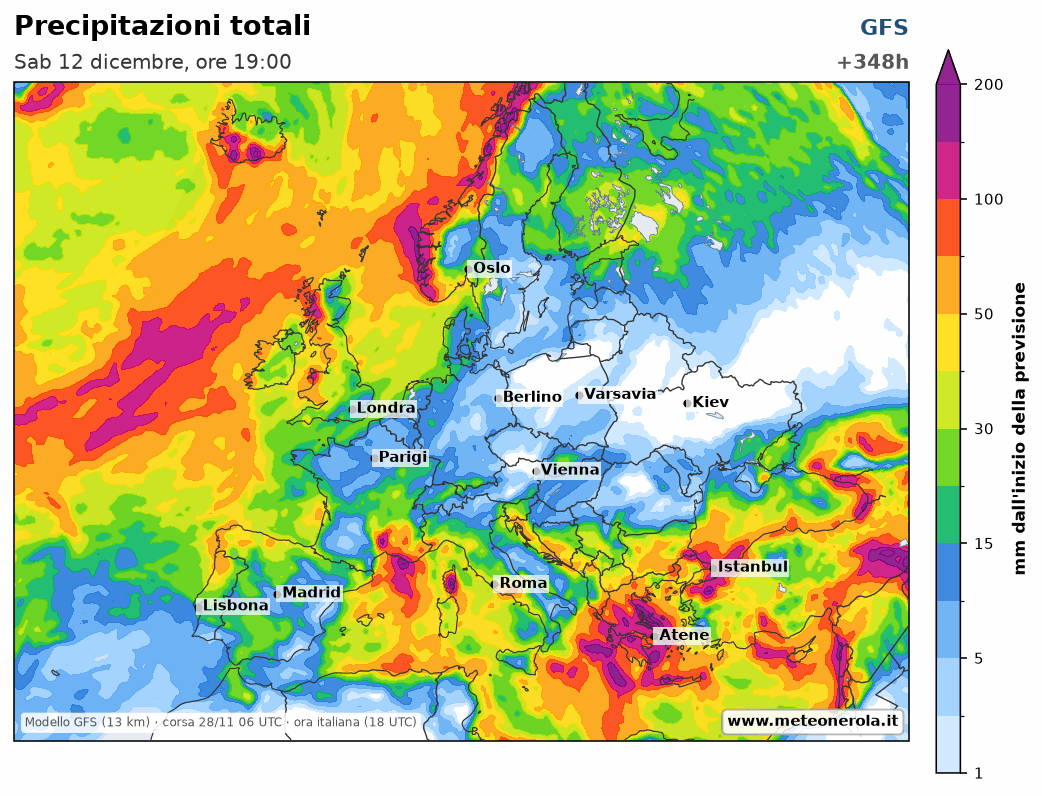 Precipitazioni totali
GFS
Sab 12 dicembre, ore 19:00
+348h
200
100
50
30
15
5
1
mm dall'inizio della previsione
Oslo
Berlino
Varsavia
Kiev
Londra
Parigi
Vienna
Istanbul
Roma
Madrid
Lisbona
Atene
Modello GFS (13 km) · corsa 28/11 06 UTC · ora italiana (18 UTC)
www.meteonerola.it